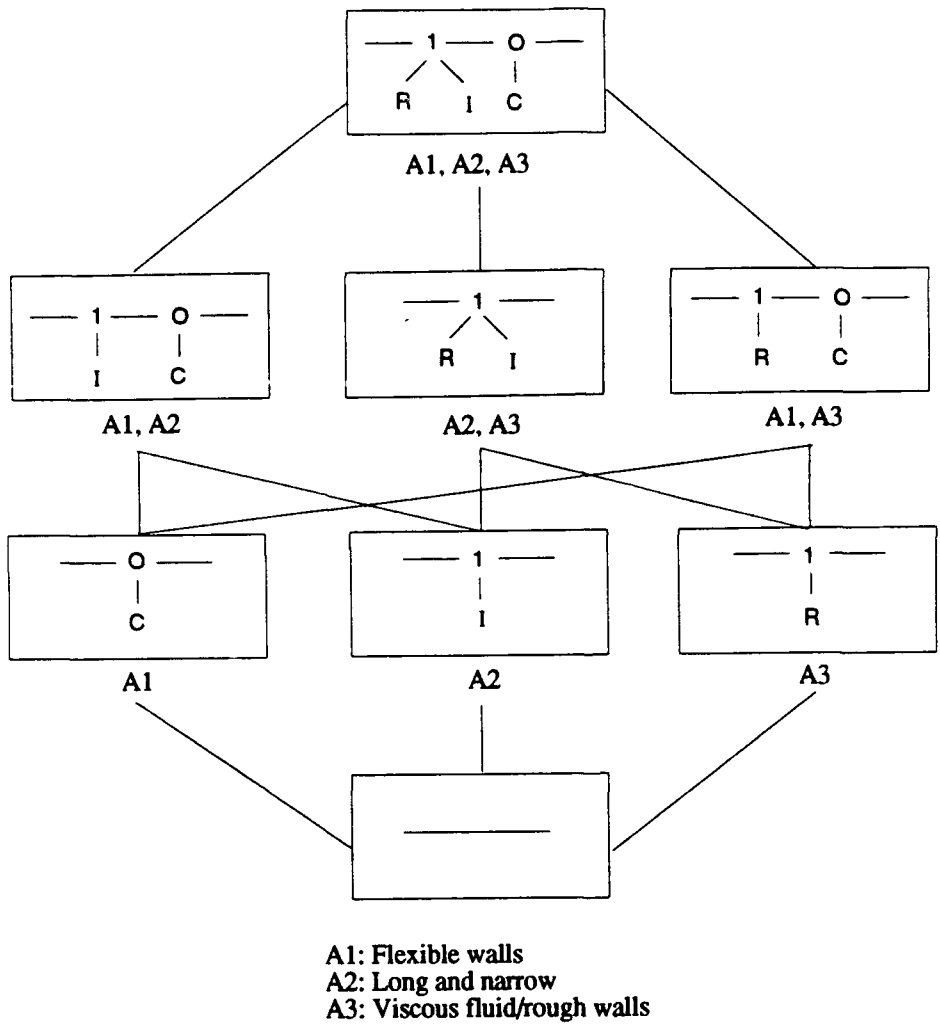 1 O
R I C
A1, A2, A3
1 O
I C
A1, A2
1
R I
A2, A3
1 O
R C
A1, A3
O
C
A1
1
I
A2
1
R
A3
A1: Flexible walls
A2: Long and narrow
A3: Viscous fluid/rough walls